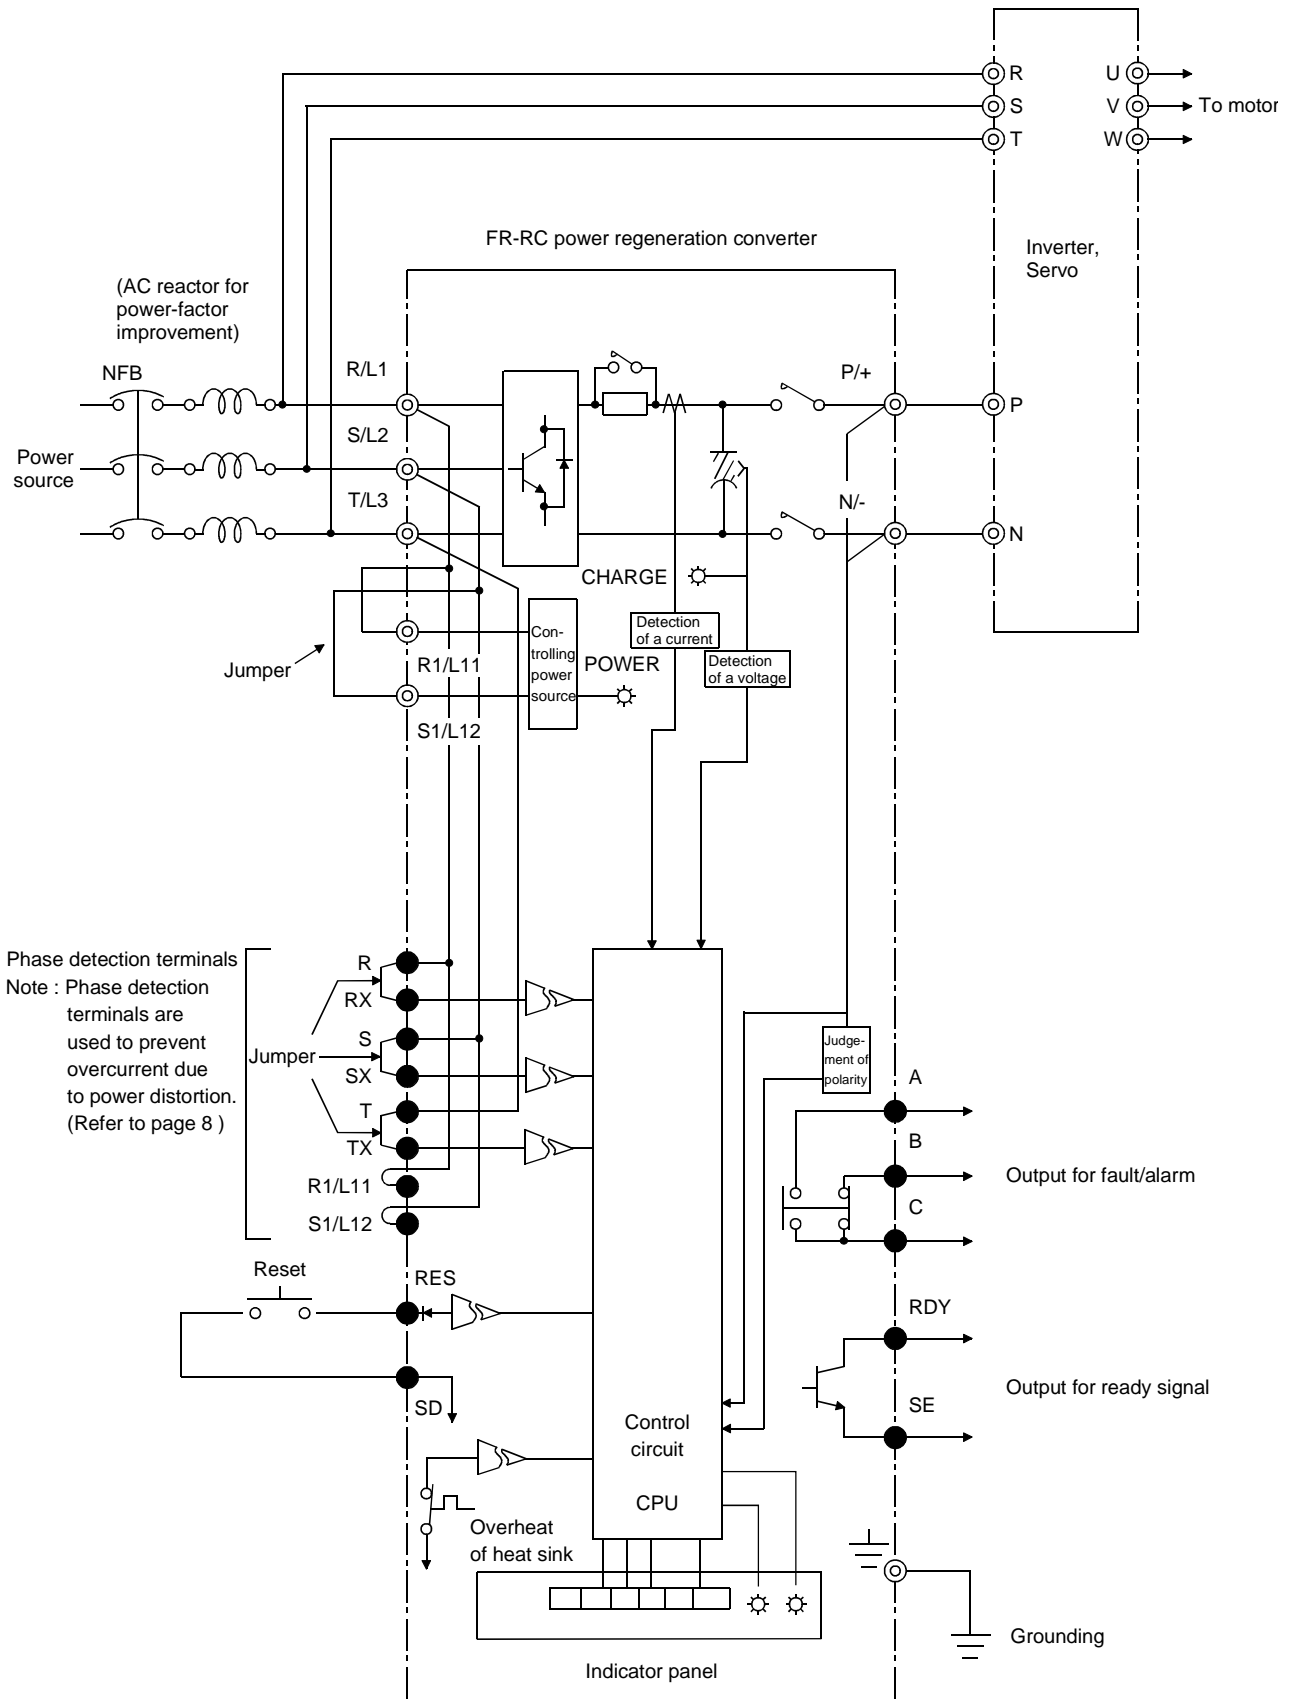 R
U
S
V
To motor
T
W
FR-RC power regeneration converter
Inverter,
Servo
(AC reactor for
power-factor
improvement)
NFB
R/L1
P/+
P
S/L2
Power
source
T/L3
N/-
N
CHARGE
Detection
of a current
Con-
trolling
power
source
R1/L11
POWER
Detection
of a voltage
Jumper
S1/L12
Phase detection terminals
Note : Phase detection
terminals are
used to prevent
overcurrent due
to power distortion.
(Refer to page 8 )
Jumper
R
RX
S
SX
T
TX
R1/L11
S1/L12
Judge-
ment of
polarity
A
B
Output for fault/alarm
C
Reset
RES
RDY
SD
Output for ready signal
SE
Control
circuit
CPU
Overheat
of heat sink
Grounding
Indicator panel